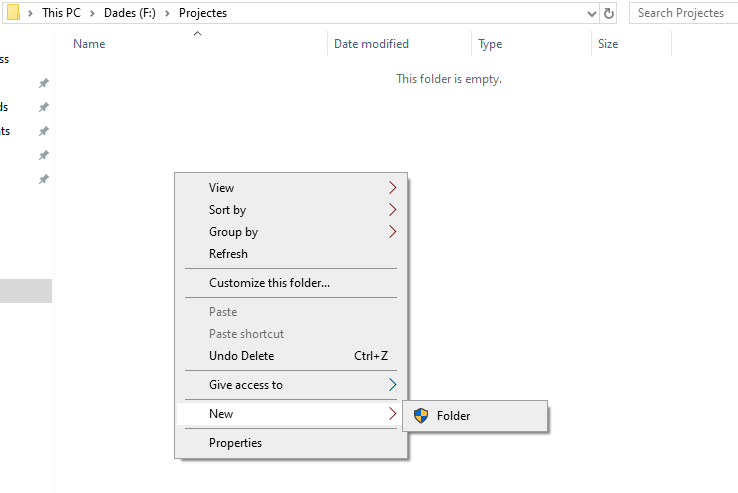 This PC > Dades (F:) > Projectes
Search Projectes
Name Date modified Type Size
ss
This folder is empty.
ds
ts
View
Sort by
Group by
Refresh
Customize this folder...
Paste
Paste shortcut
Undo Delete Ctrl+Z
Give access to
New
Folder
Properties